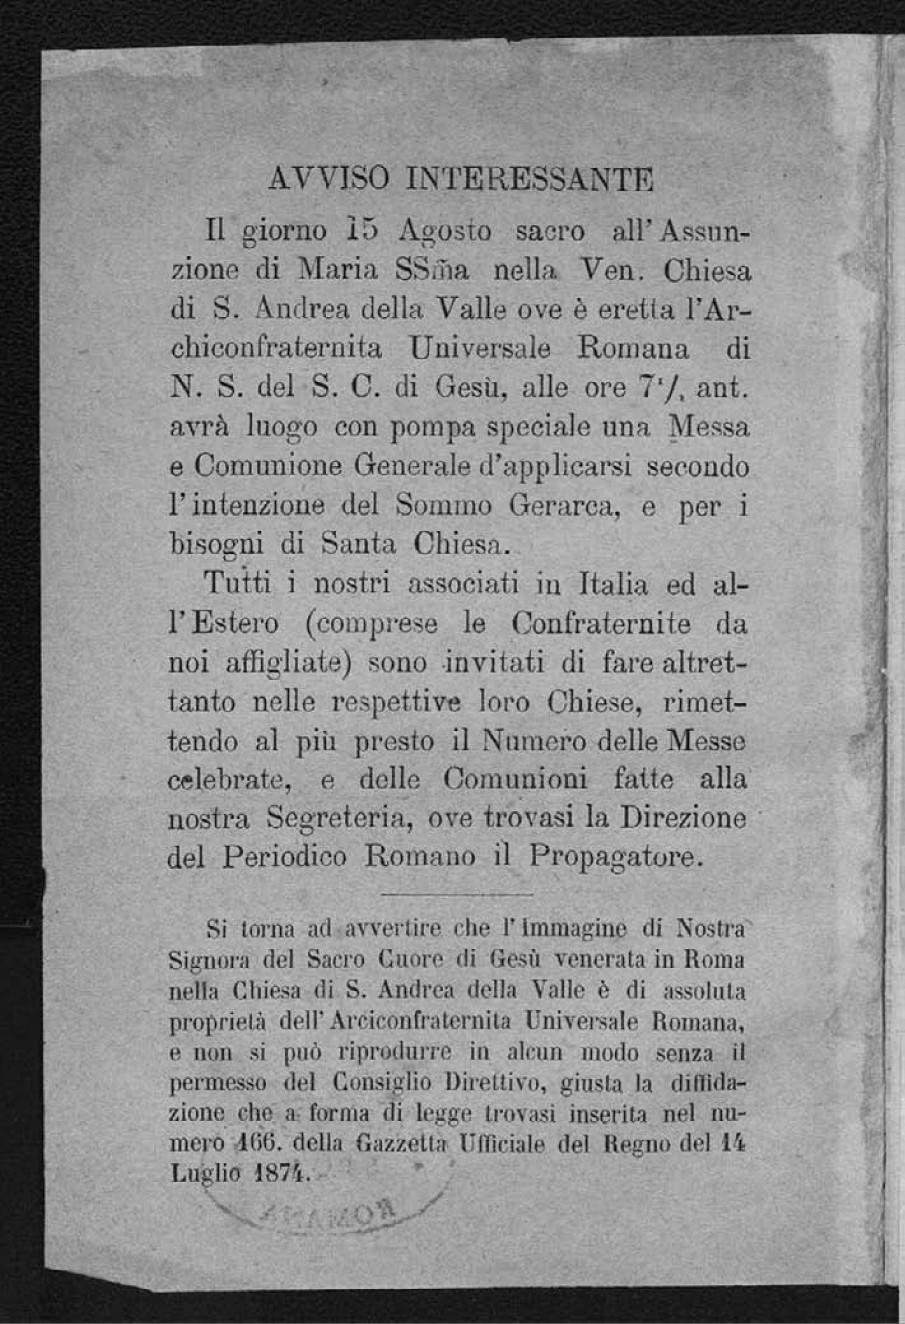 AVVISO INTERESSANTE
Il giorno 15 Agosto sacro all' Assun-
zione di Maria SSm̃a nella Ven. Chiesa
di S. Andrea della Valle ove è eretta l'Ar-
chiconfraternita Universale Romana di
N. S. del S. C. di Gesù, alle ore 7 ant.
avrà luogo con pompa speciale una Messa
e Comunione Generale d'applicarsi secondo
l' intenzione del Sommo Gerarca, e per i
bisogni di Santa Chiesa.
Tutti i nostri associati in Italia ed al-
l' Estero (comprese le Confraternite da
noi affigliate) sono invitati di fare altret-
tanto nelle respettive loro Chiese, rimet-
tendo al più presto il Numero delle Messe
celebrate, e delle Comunioni fatte alla
nostra Segreteria, ove trovasi la Direzione
del Periodico Romano il Propagatore.
Si torna ad avvertire che l' Immagine di Nostra
Signora del Sacro Cuore di Gesù venerata in Roma
nella Chiesa di S. Andrea della Valle è di assoluta
proprietà dell' Arciconfraternita Universale Romana,
e non si può riprodurre in alcun modo senza il
permesso del Consiglio Direttivo, giusta la diffida-
zione che a forma di legge trovasi inserita nel nu-
mero 166. della Gazzetta Ufficiale del Regno del 14
Luglio 1874.
ROMANA